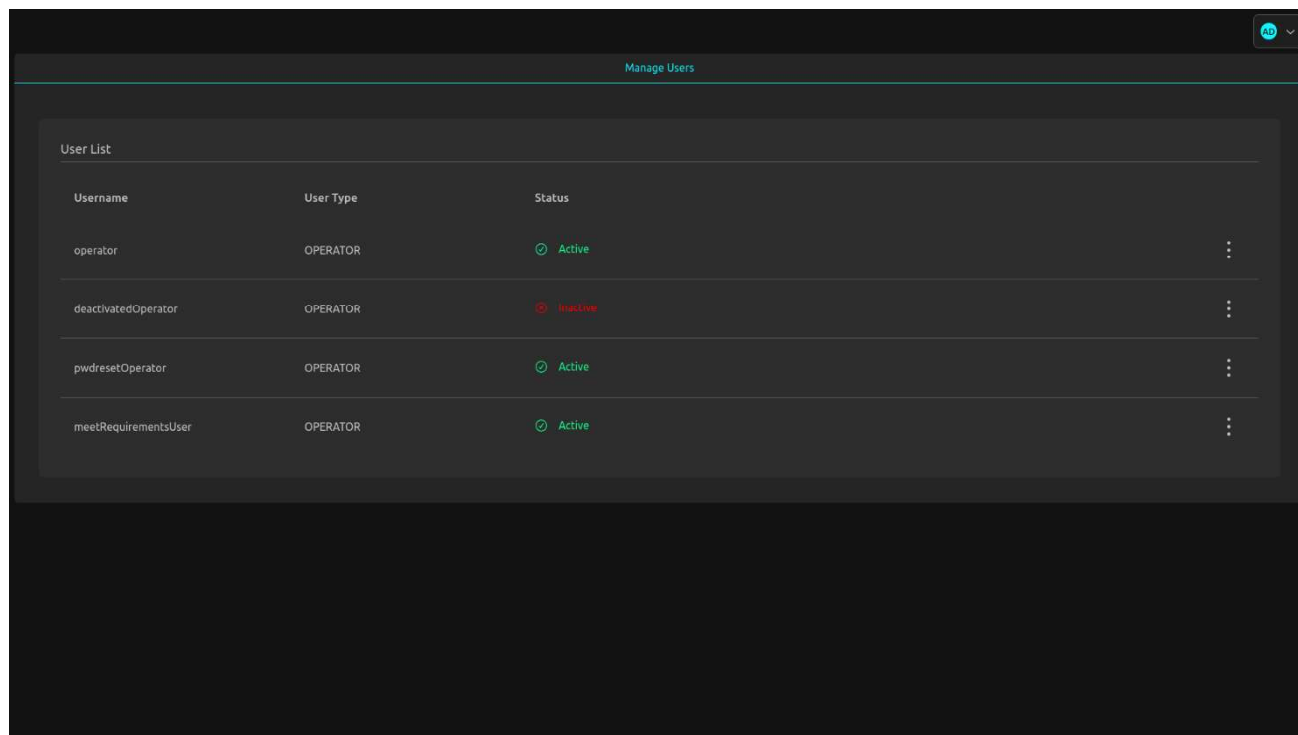 AD
Manage Users
User List
Username User Type Status
operator OPERATOR Active
deactivatedOperator OPERATOR Inactive
pwdresetOperator OPERATOR Active
meetRequirementsUser OPERATOR Active